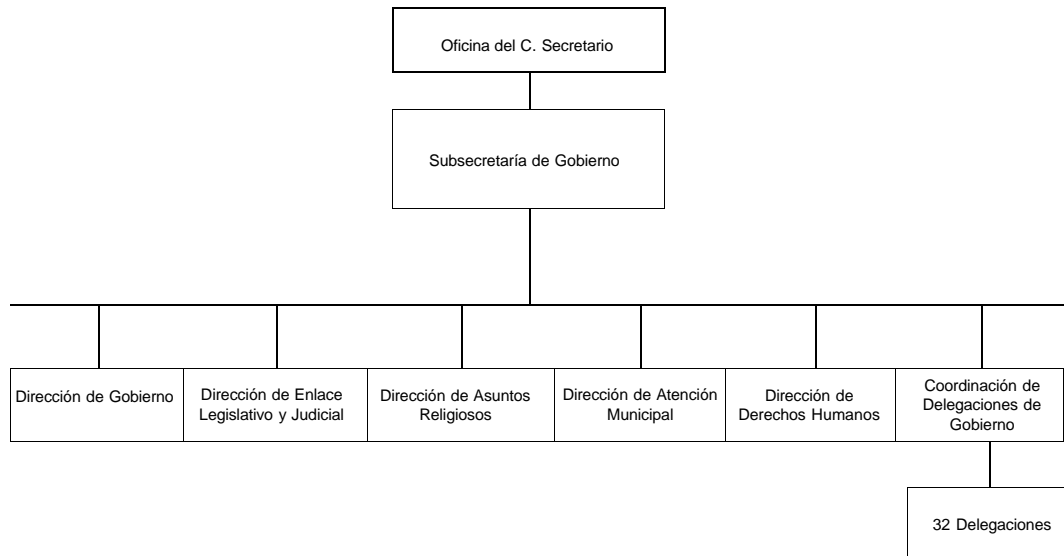 Oficina del C. Secretario
Subsecretaría de Gobierno
Dirección de Gobierno
Dirección de Enlace
Legislativo y Judicial
Dirección de Asuntos
Religiosos
Dirección de Atención
Municipal
Dirección de
Derechos Humanos
Coordinación de
Delegaciones de
Gobierno
32 Delegaciones